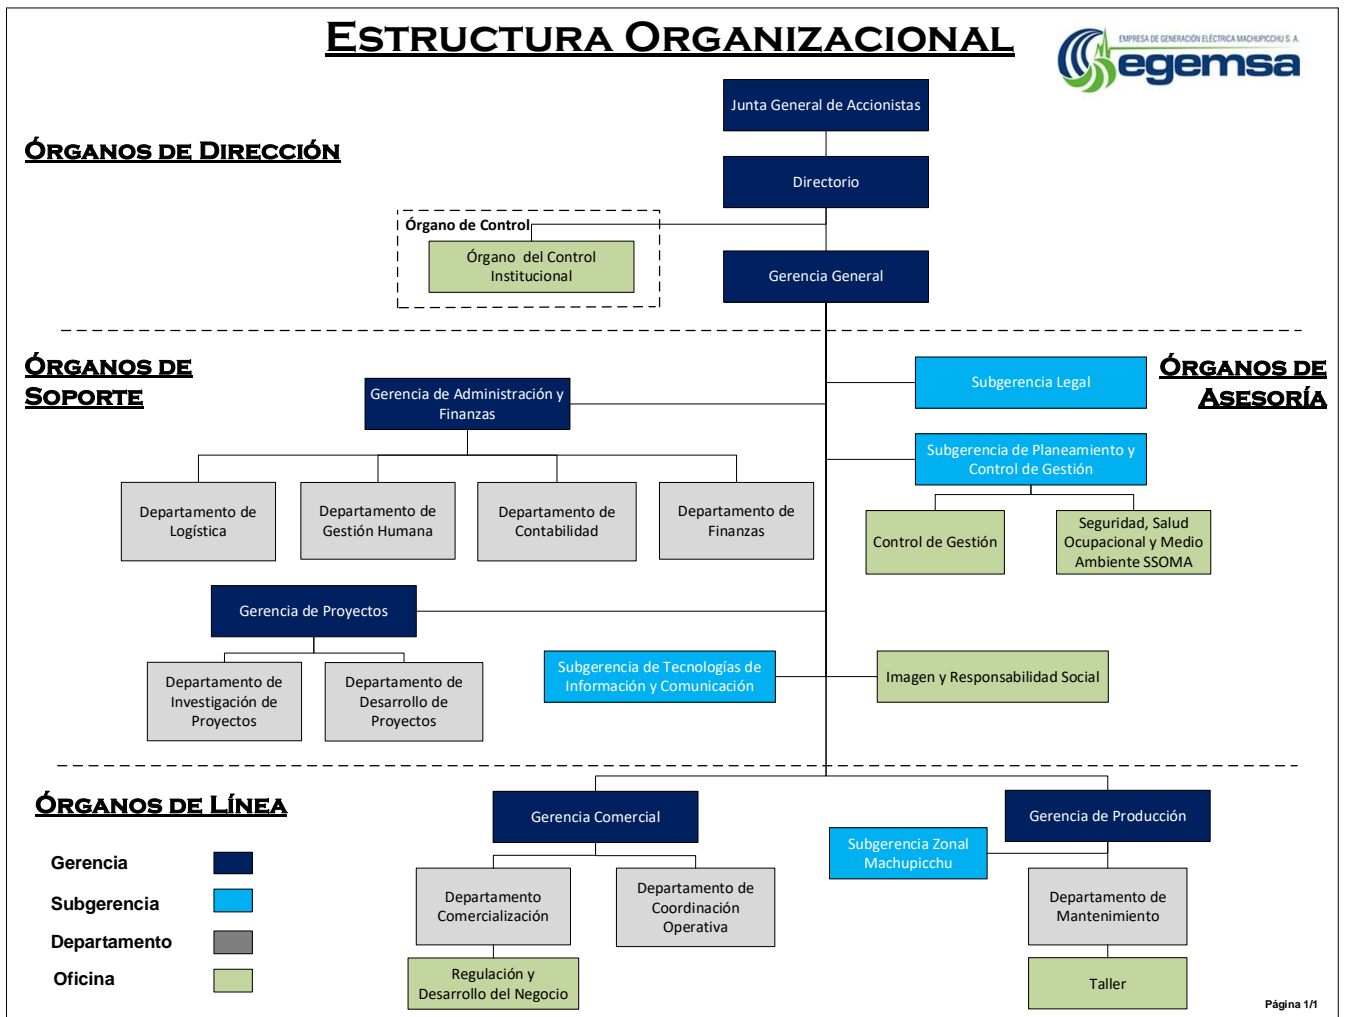 ESTRUCTURA ORGANIZACIONAL
EMPRESA DE GENERACIÓN ELÉCTRICA MACHUPICCHU S. A.
egemsa
Junta General de Accionistas
ÓRGANOS DE DIRECCIÓN
Directorio
Órgano de Control
Órgano del Control
Institucional
Gerencia General
ÓRGANOS DE
SOPORTE
ÓRGANOS DE
ASESORÍA
Gerencia de Administración y
Finanzas
Subgerencia Legal
Subgerencia de Planeamiento y
Control de Gestión
Departamento de
Logística
Departamento de
Gestión Humana
Departamento de
Contabilidad
Departamento de
Finanzas
Control de Gestión
Seguridad, Salud
Ocupacional y Medio
Ambiente SSOMA
Gerencia de Proyectos
Departamento de
Investigación de
Proyectos
Departamento de
Desarrollo de
Proyectos
Subgerencia de Tecnologías de
Información y Comunicación
Imagen y Responsabilidad Social
ÓRGANOS DE LÍNEA
Gerencia Comercial
Gerencia de Producción
Subgerencia Zonal
Machupicchu
Departamento
Comercialización
Departamento de
Coordinación
Operativa
Departamento de
Mantenimiento
Regulación y
Desarrollo del Negocio
Taller
Gerencia
Subgerencia
Departamento
Oficina
Página 1/1